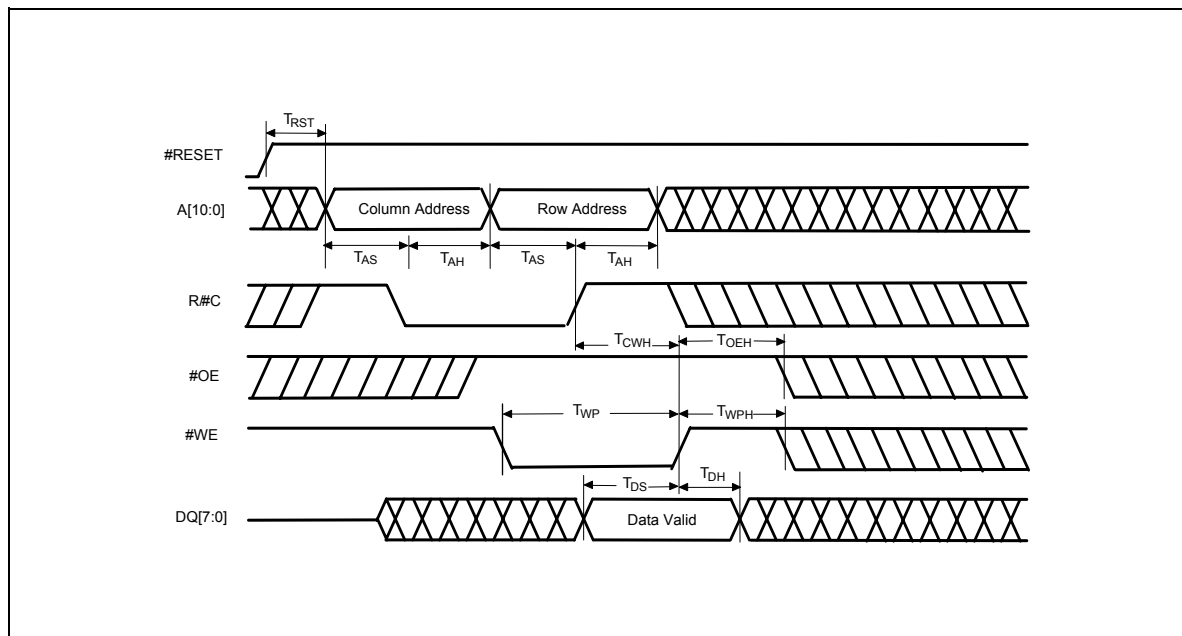 TRST
#RESET
A[10:0]
Column Address
Row Address
TAS
TAH
TAS
TAH
R/#C
TCWH
TOEH
#OE
TWP
TWPH
#WE
TDS
TDH
DQ[7:0]
Data Valid